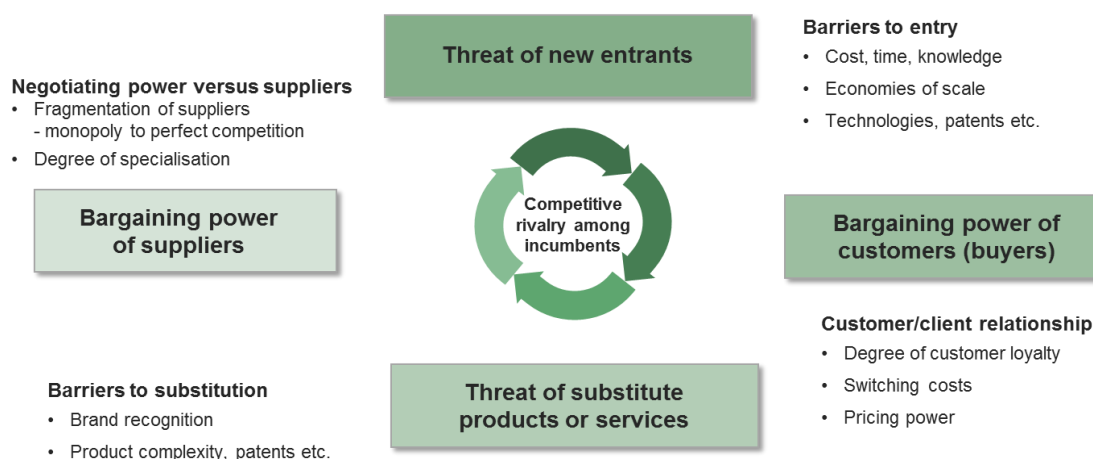 Threat of new entrants
Barriers to entry
• Cost, time, knowledge
• Economies of scale
• Technologies, patents etc.
Negotiating power versus suppliers
• Fragmentation of suppliers
- monopoly to perfect competition
• Degree of specialisation
Bargaining power
of suppliers
Competitive
rivalry among
incumbents
Bargaining power of
customers (buyers)
Customer/client relationship
• Degree of customer loyalty
• Switching costs
• Pricing power
Barriers to substitution
• Brand recognition
• Product complexity, patents etc.
Threat of substitute
products or services